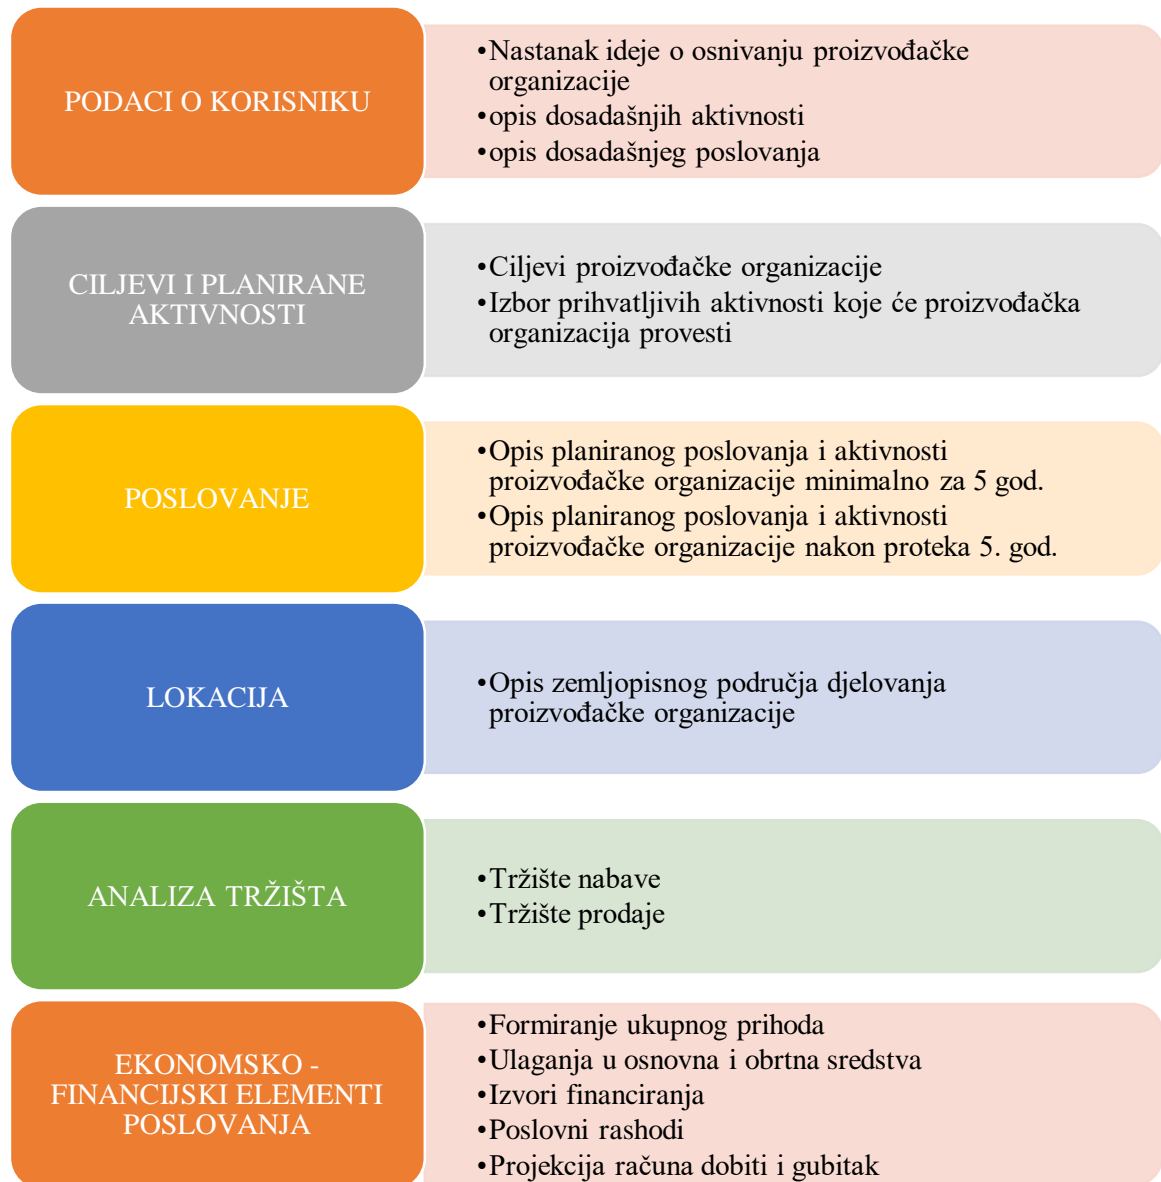 PODACI O KORISNIKU
•Nastanak ideje o osnivanju proizvođačke
organizacije
•opis dosadašnjih aktivnosti
•opis dosadašnjeg poslovanja
CILJEVI I PLANIRANE
AKTIVNOSTI
•Ciljevi proizvođačke organizacije
•Izbor prihvatljivih aktivnosti koje će proizvođačka
organizacija provesti
POSLOVANJE
•Opis planiranog poslovanja i aktivnosti
proizvođačke organizacije minimalno za 5 god.
•Opis planiranog poslovanja i aktivnosti
proizvođačke organizacije nakon proteka 5. god.
LOKACIJA
•Opis zemljopisnog područja djelovanja
proizvođačke organizacije
ANALIZA TRŽIŠTA
•Tržište nabave
•Tržište prodaje
EKONOMSKO -
FINANCIJSKI ELEMENTI
POSLOVANJA
•Formiranje ukupnog prihoda
•Ulaganja u osnovna i obrtna sredstva
•Izvori financiranja
•Poslovni rashodi
•Projekcija računa dobiti i gubitak